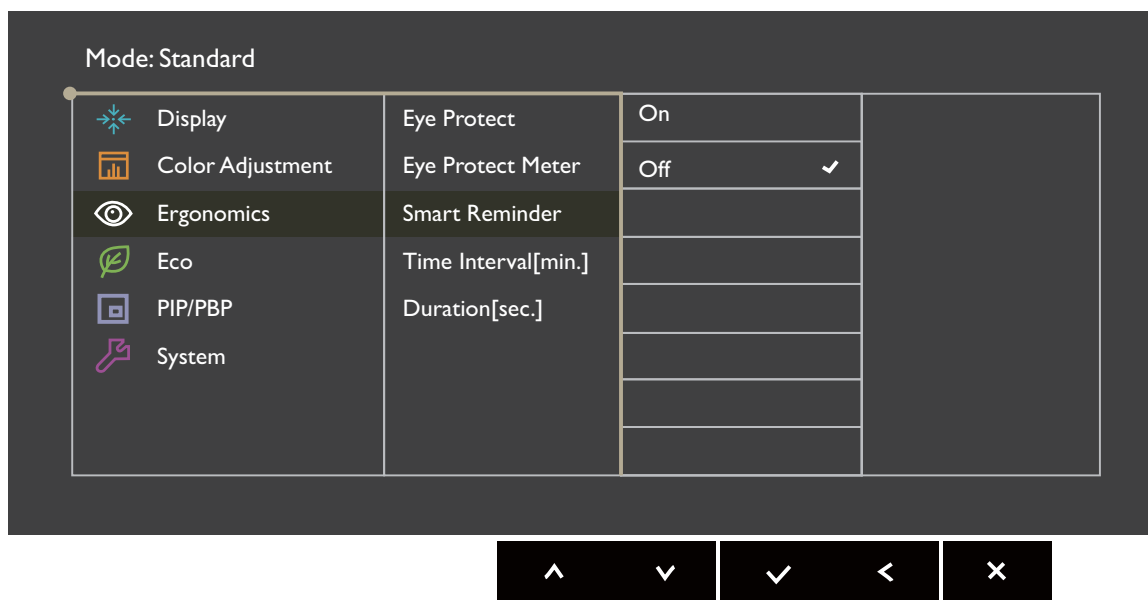 Mode: Standard
Display
Color Adjustment
Ergonomics
Eco
PIP/PBP
System
Eye Protect
Eye Protect Meter
Smart Reminder
Time Interval[min.]
Duration[sec.]
On
Off